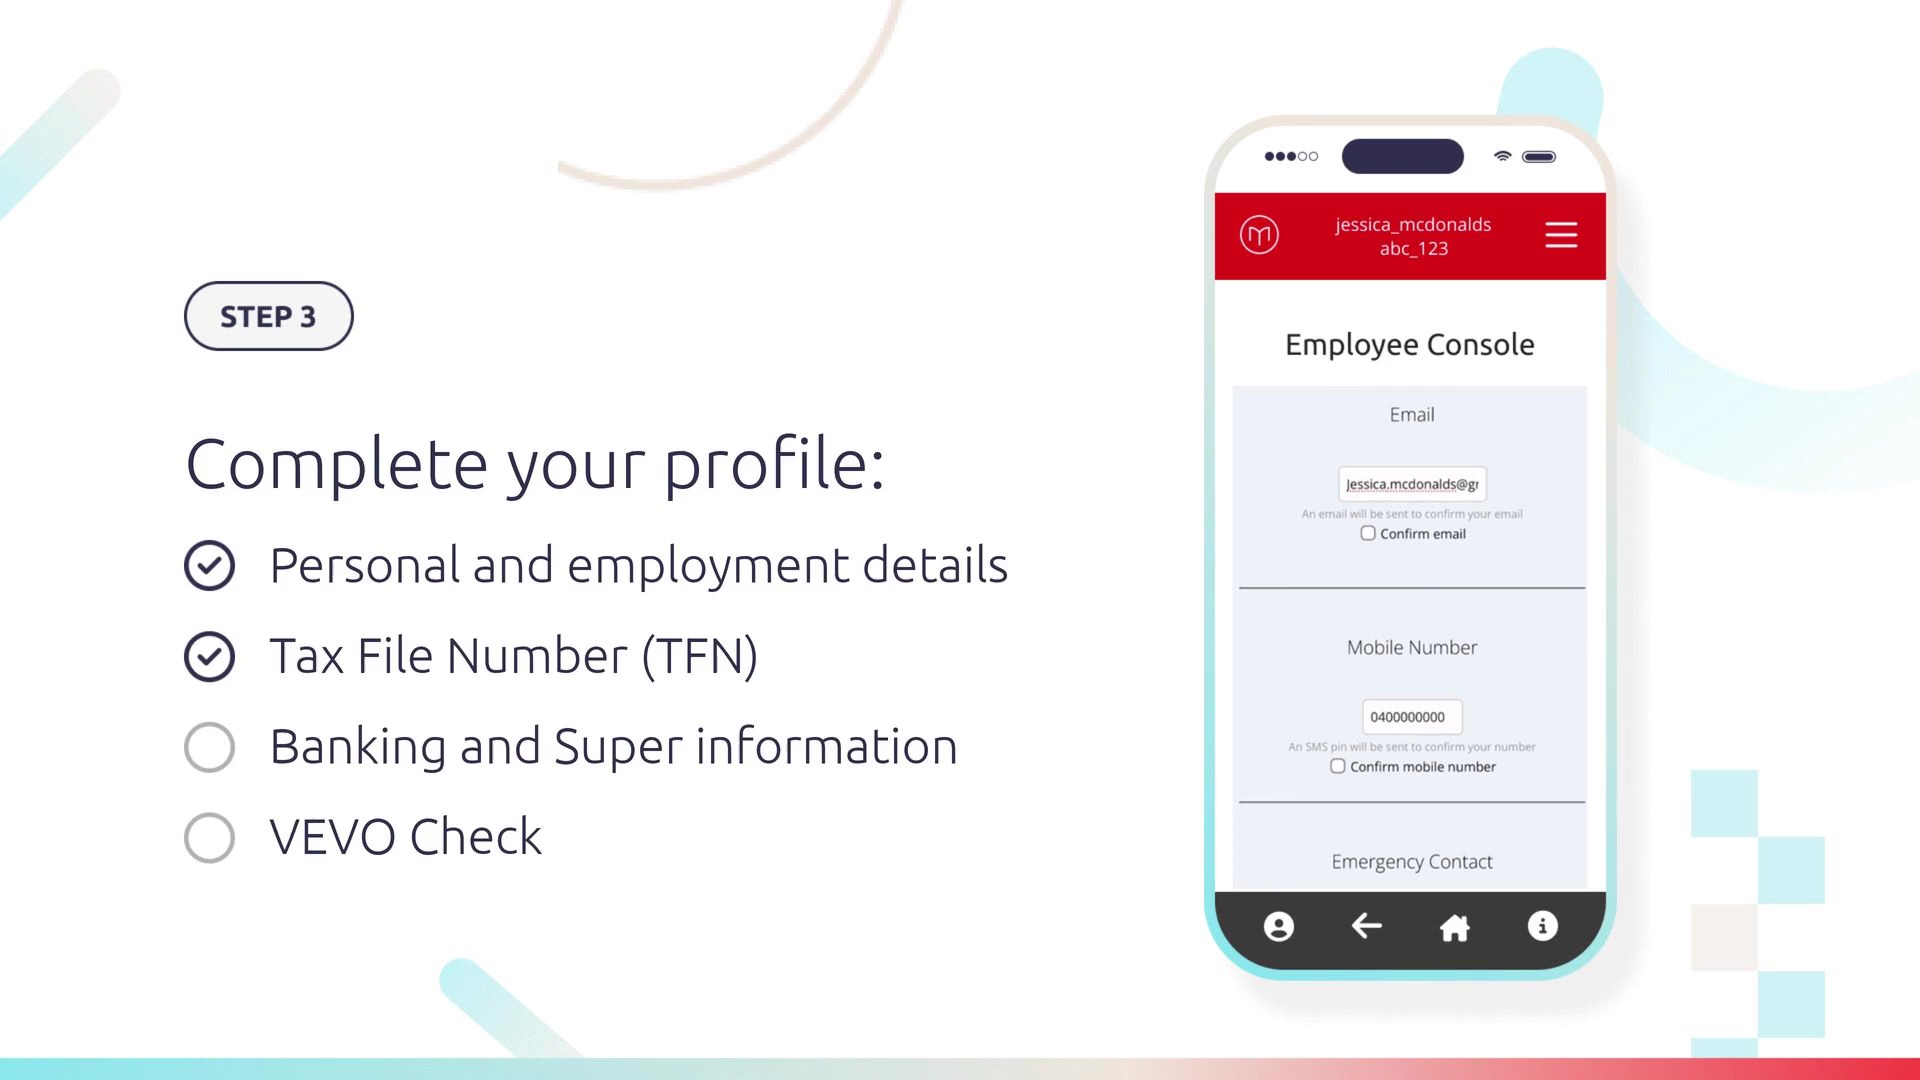 STEP 3
Complete your profile:
Personal and employment details
Tax File Number (TFN)
Banking and Super information
VEVO Check
jessica_mcdonalds
abc_123
Employee Console
Email
Jessica.mcdonalds@gr
An email will be sent to confirm your email
Confirm email
Mobile Number
0400000000
An SMS pin will be sent to confirm your number
Confirm mobile number
Emergency Contact